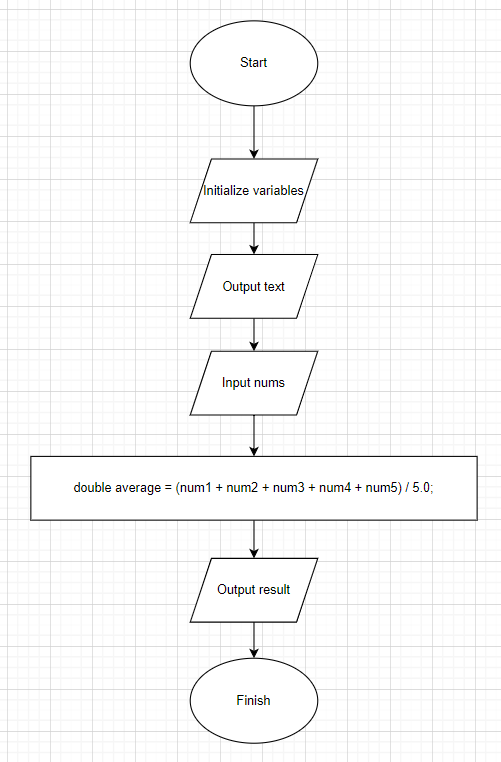 Start
Initialize variables
Output text
Input nums
double average = (num1 + num2 + num3 + num4 + num5) / 5.0;
Output result
Finish